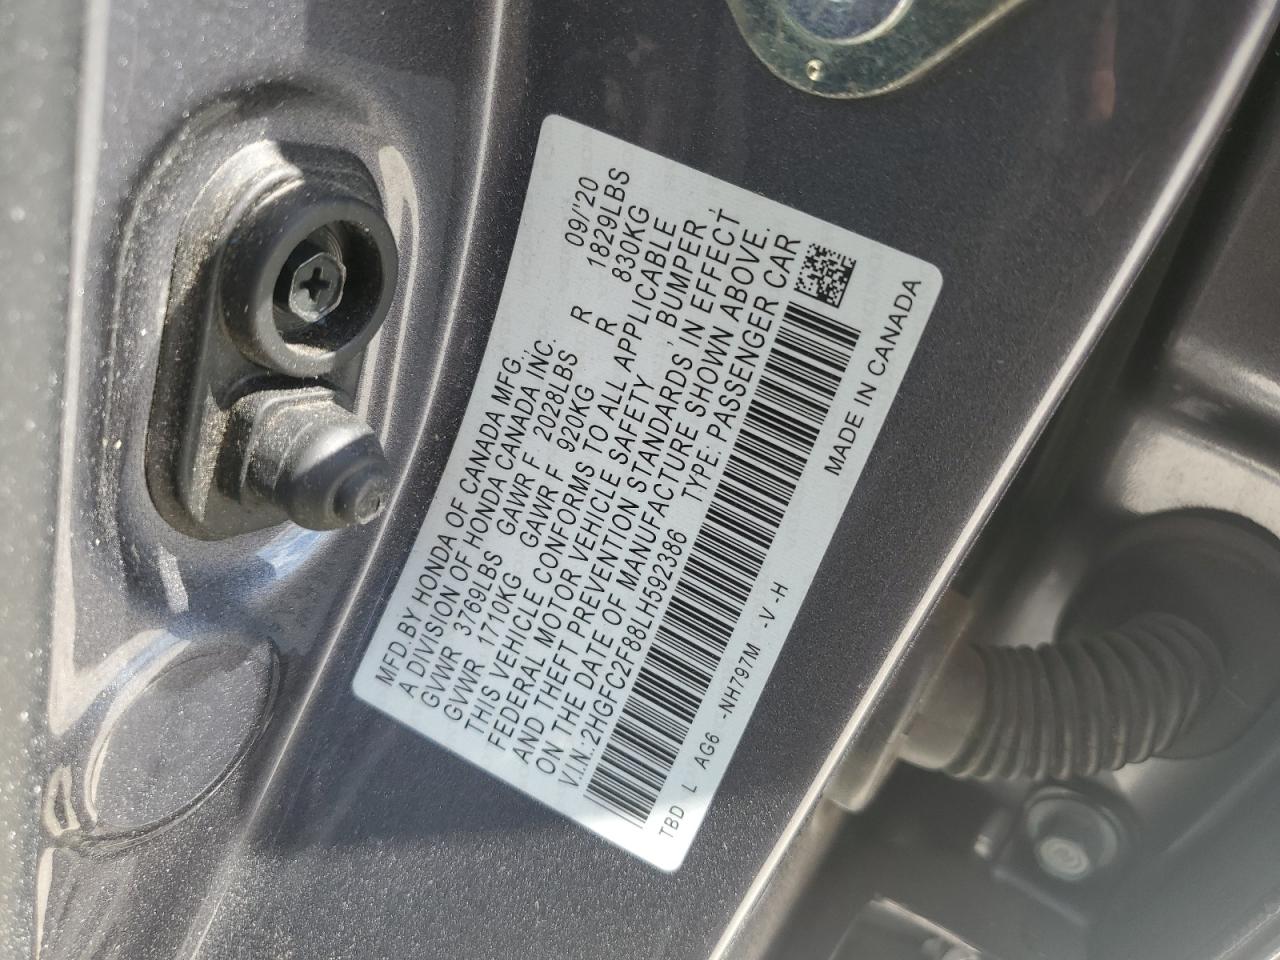 MFD.BY HONDA OF CANADA MFG. 09/'20
A DIVISION OF HONDA CANADA INC.
GVWR 3769LBS GAWR F 2028LBS R 1829LBS
GVWR 1710KG GAWR F 920KG R 830KG
THIS VEHICLE CONFORMS TO ALL APPLICABLE
FEDERAL MOTOR VEHICLE SAFETY , BUMPER ,
AND THEFT PREVENTION STANDARDS IN EFFECT
ON THE DATE OF MANUFACTURE SHOWN ABOVE.
V.I.N.:2HGFC2F88LH592386 TYPE:PASSENGER CAR
TBD L AG6 -NH797M -V -H MADE IN CANADA